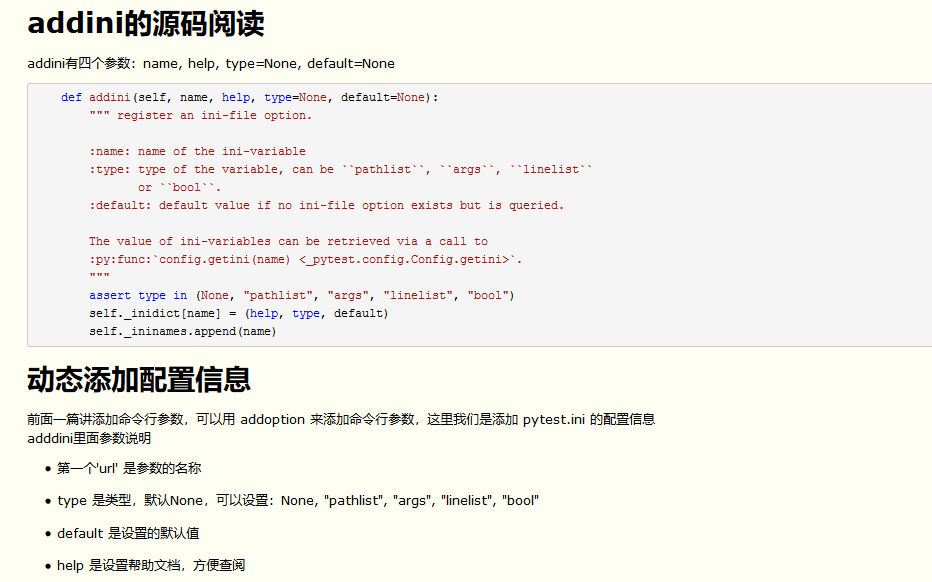 addini的源码阅读
addini有四个参数：name, help, type=None, default=None
def addini(self, name, help, type=None, default=None):
""" register an ini-file option.
:name: name of the ini-variable
:type: type of the variable, can be ``pathlist``, ``args``, ``linelist``
or ``bool``.
:default: default value if no ini-file option exists but is queried.
The value of ini-variables can be retrieved via a call to
:py:func:`config.getini(name) <_pytest.config.Config.getini>`.
"""
assert type in (None, "pathlist", "args", "linelist", "bool")
self._inidict[name] = (help, type, default)
self._ininames.append(name)
动态添加配置信息
前面一篇讲添加命令行参数，可以用 addoption 来添加命令行参数，这里我们是添加 pytest.ini 的配置信息
adddini里面参数说明
• 第一个'url' 是参数的名称
• type 是类型，默认None，可以设置：None, "pathlist", "args", "linelist", "bool"
• default 是设置的默认值
• help 是设置帮助文档，方便查阅